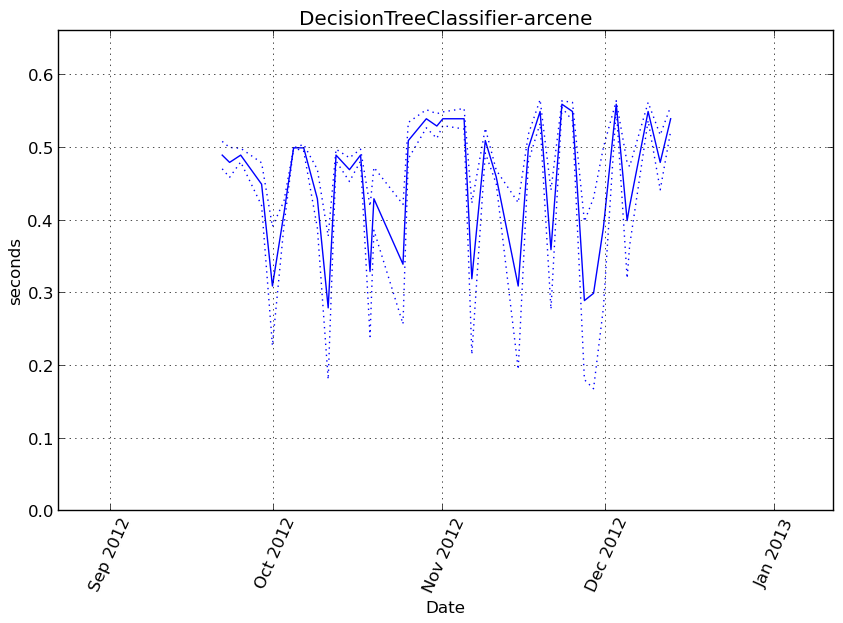 DecisionTreeClassifier-arcene
seconds
0.6
0.5
0.4
0.3
0.2
0.1
0.0
Sep 2012
Oct 2012
Nov 2012
Dec 2012
Jan 2013
Date